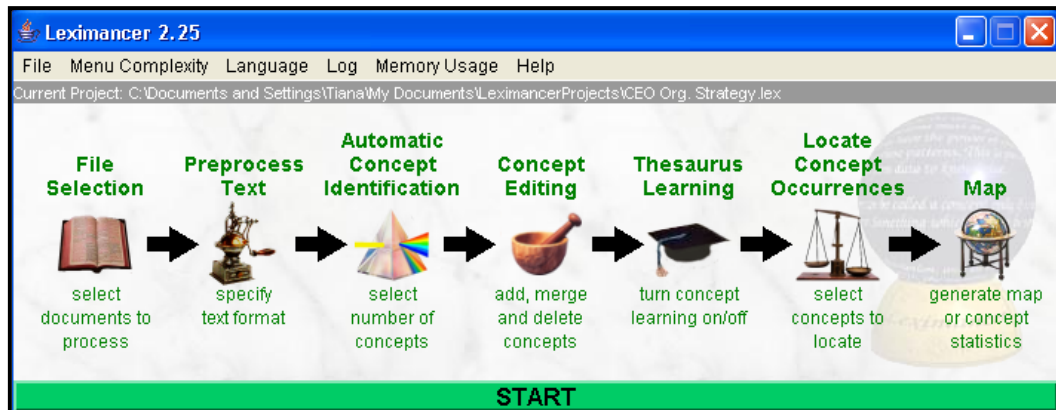 Leximancer 2.25
File Menu Complexity Language Log Memory Usage Help
Current Project: C:\Documents and Settings\Tiana\My Documents\LeximancerProjects\CEO Org. Strategy.lex
File
Selection
select
documents to
process
Preprocess
Text
specify
text format
Automatic
Concept
Identification
select
number of
concepts
Concept
Editing
add, merge
and delete
concepts
Thesaurus
Learning
turn concept
learning on/off
Locate
Concept
Occurrences
select
concepts to
locate
Map
generate map
or concept
statistics
START